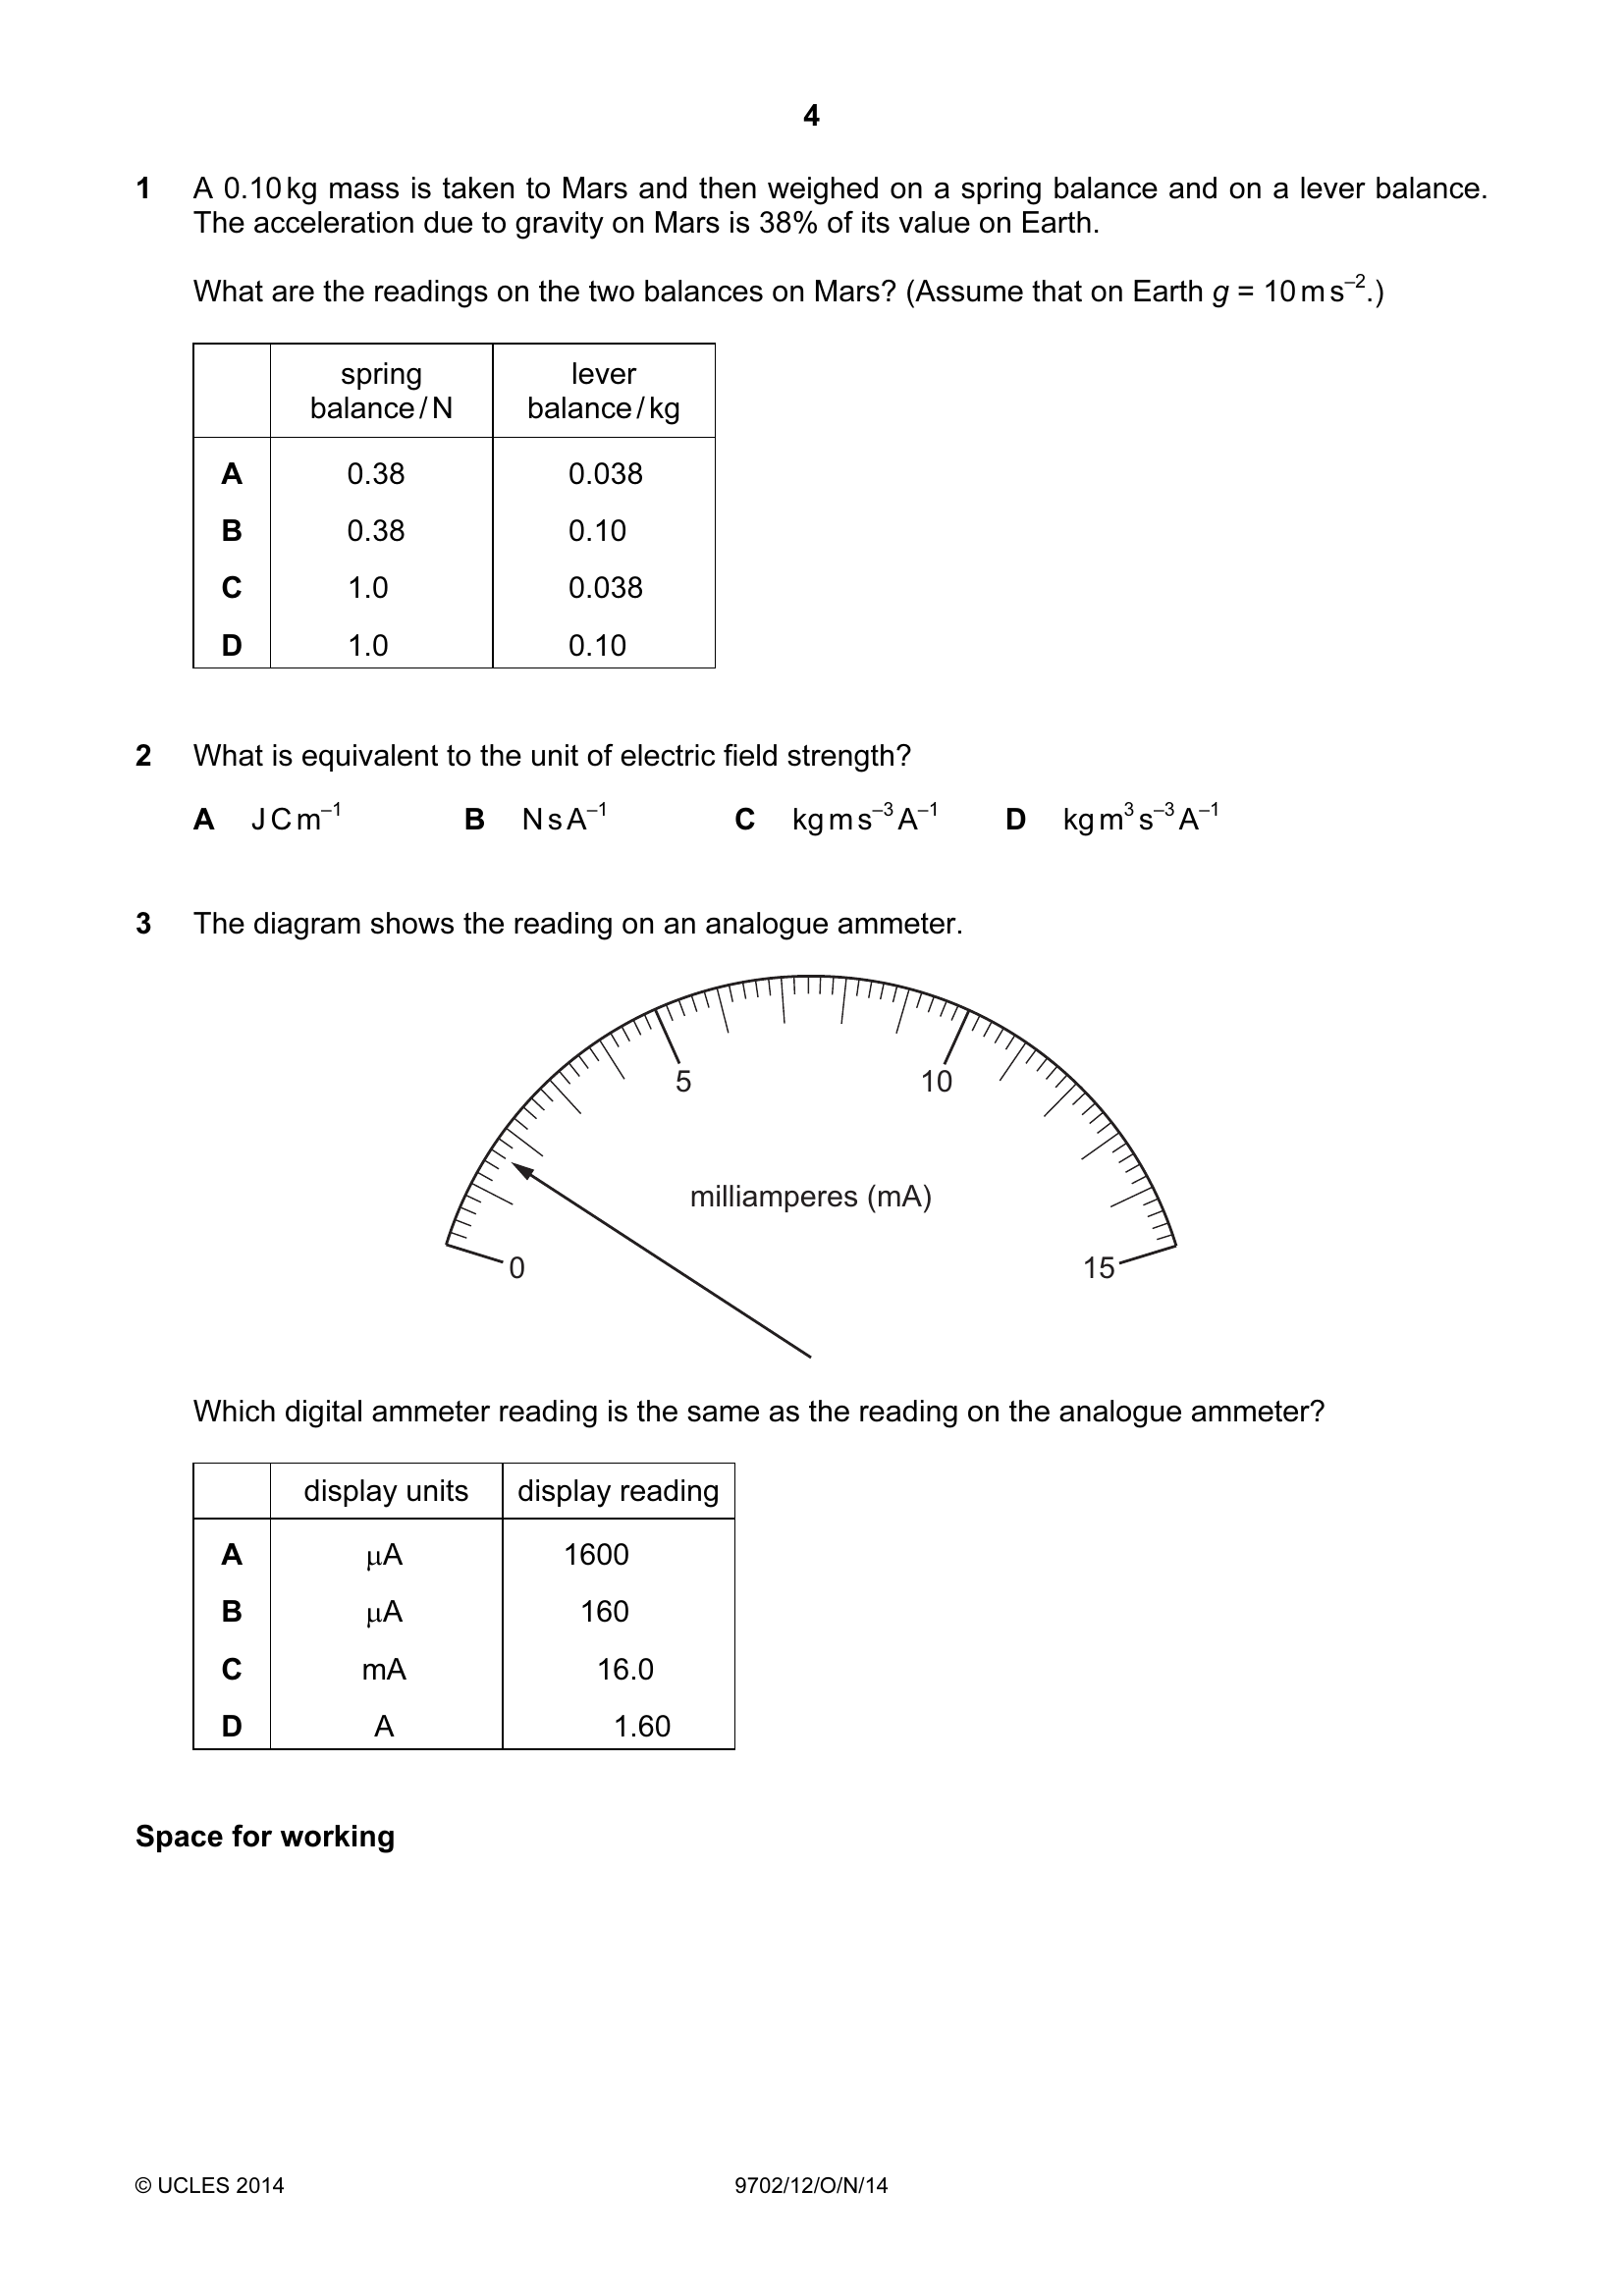 4
1 A 0.10 kg mass is taken to Mars and then weighed on a spring balance and on a lever balance.
The acceleration due to gravity on Mars is 38% of its value on Earth.
What are the readings on the two balances on Mars? (Assume that on Earth g = 10 m s⁻².)
spring balance / N lever balance / kg
A 0.38 0.038
B 0.38 0.10
C 1.0 0.038
D 1.0 0.10
2 What is equivalent to the unit of electric field strength?
A J C m⁻¹ B N s A⁻¹ C kg m s⁻³ A⁻¹ D kg m³ s⁻³ A⁻¹
3 The diagram shows the reading on an analogue ammeter.
5 10
milliamperes (mA)
0 15
Which digital ammeter reading is the same as the reading on the analogue ammeter?
display units display reading
A μA 1600
B μA 160
C mA 16.0
D A 1.60
Space for working
© UCLES 2014 9702/12/O/N/14